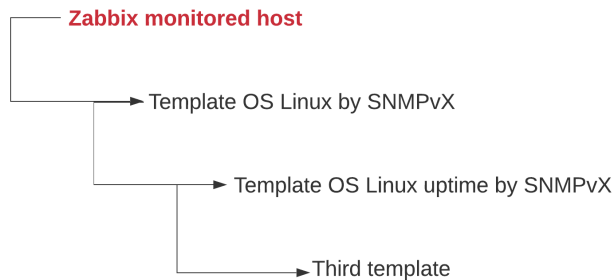 Zabbix monitored host
Template OS Linux by SNMPvX
Template OS Linux uptime by SNMPvX
Third template